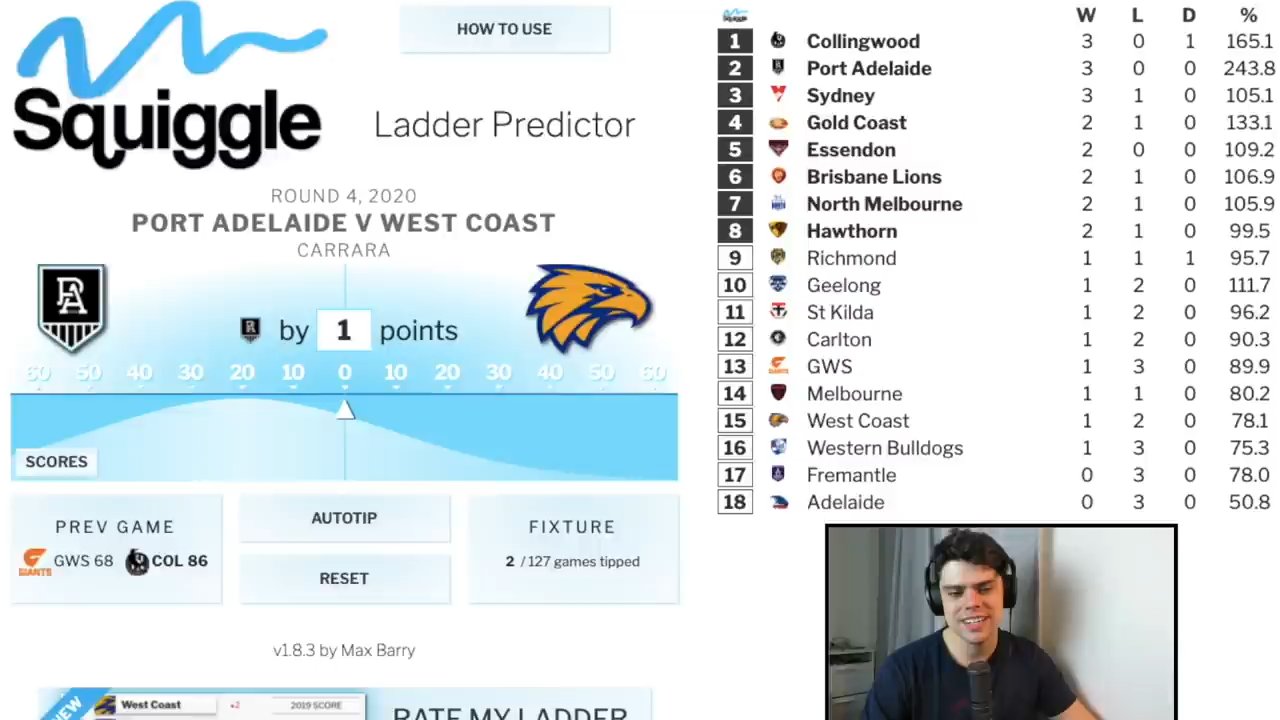 HOW TO USE
Squiggle
Ladder Predictor
ROUND 4, 2020
PORT ADELAIDE V WEST COAST
CARRARA
by 1 points
60 50 40 30 20 10 0 10 20 30 40 50 60
SCORES
PREV GAME
GWS 68 COL 86
AUTOTIP
RESET
FIXTURE
2 / 127 games tipped
v1.8.3 by Max Barry
NEW
West Coast +2 2019 SCORE
RATE MY LADDER
W L D %
1 Collingwood 3 0 1 165.1
2 Port Adelaide 3 0 0 243.8
3 Sydney 3 1 0 105.1
4 Gold Coast 2 1 0 133.1
5 Essendon 2 0 0 109.2
6 Brisbane Lions 2 1 0 106.9
7 North Melbourne 2 1 0 105.9
8 Hawthorn 2 1 0 99.5
9 Richmond 1 1 1 95.7
10 Geelong 1 2 0 111.7
11 St Kilda 1 2 0 96.2
12 Carlton 1 2 0 90.3
13 GWS 1 3 0 89.9
14 Melbourne 1 1 0 80.2
15 West Coast 1 2 0 78.1
16 Western Bulldogs 1 3 0 75.3
17 Fremantle 0 3 0 78.0
18 Adelaide 0 3 0 50.8